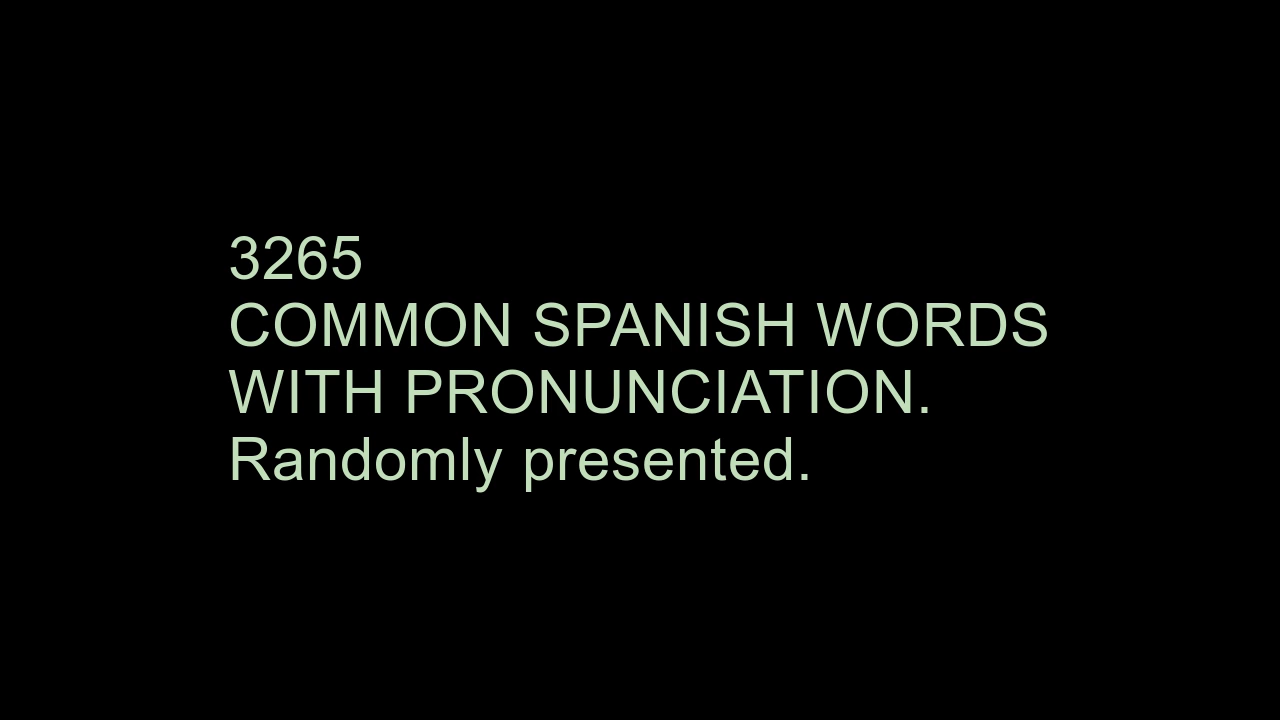 3265
COMMON SPANISH WORDS
WITH PRONUNCIATION.
Randomly presented.